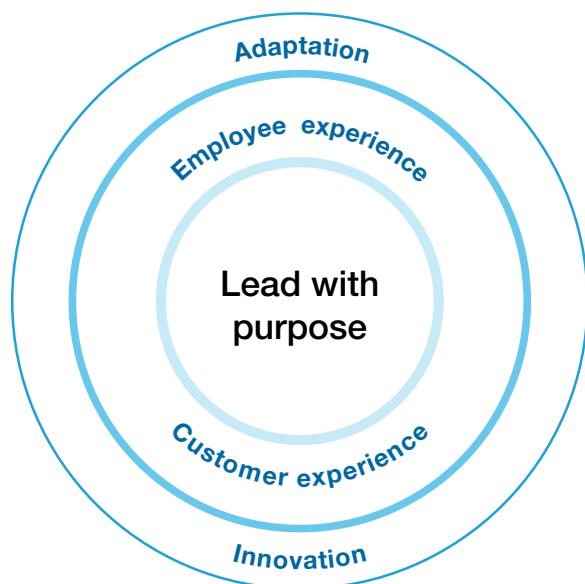 Adaptation
Employee experience
Lead with
purpose
Customer experience
Innovation